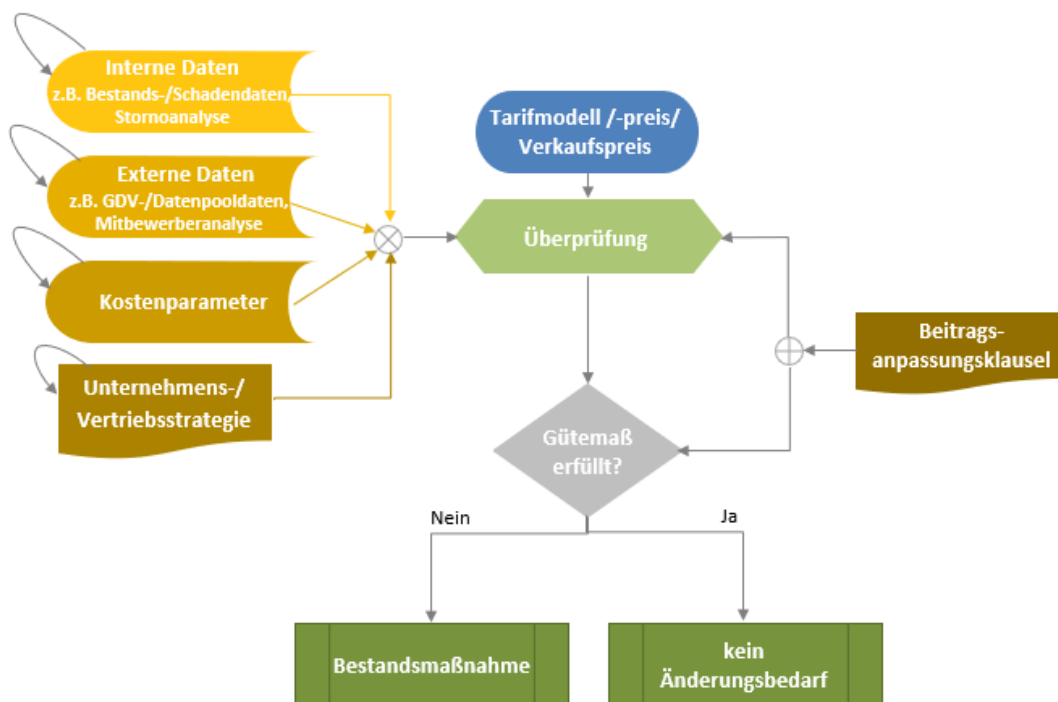 Interne Daten
z.B. Bestands-/Schadendaten,
Stornoanalyse
Externe Daten
z.B. GDV-/Datenpooldaten,
Mitbewerberanalyse
Kostenparameter
Unternehmens-/
Vertriebsstrategie
Tarifmodell /-preis/
Verkaufspreis
Überprüfung
Beitrags-
anpassungsklausel
Gütemaß
erfüllt?
Nein
Ja
Bestandsmaßnahme
kein
Änderungsbedarf